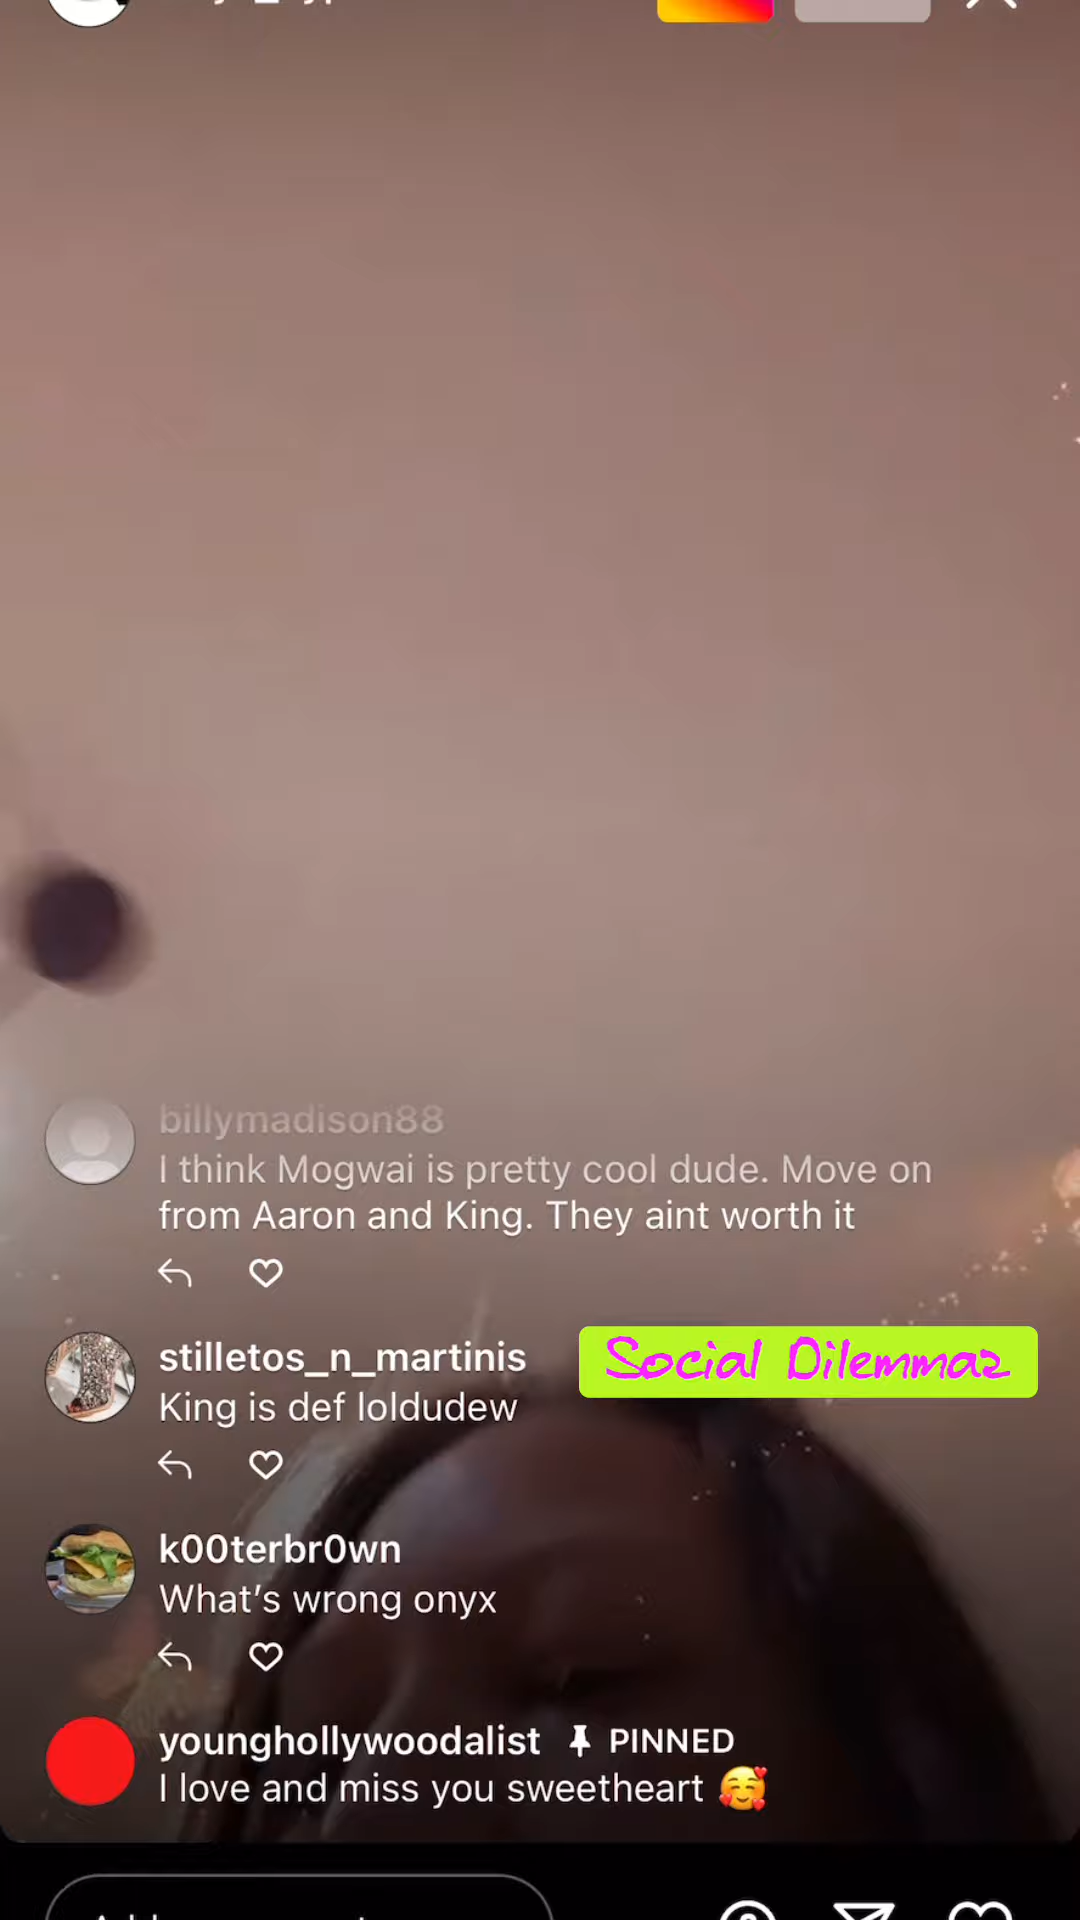 billymadison88
I think Mogwai is pretty cool dude. Move on
from Aaron and King. They aint worth it
stilletos_n_martinis
Social Dilemmaz
King is def loldudew
k00terbr0wn
What's wrong onyx
younghollywoodalist PINNED
I love and miss you sweetheart 🥰